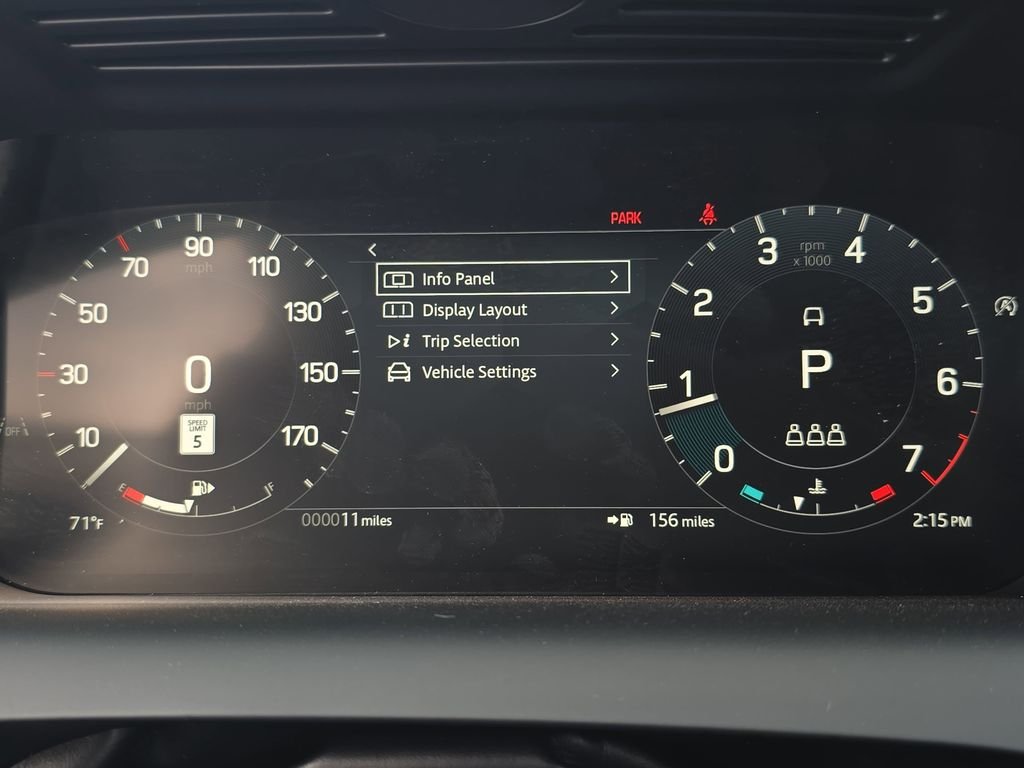 PARK
90
mph
70
110
50
130
30
150
10
170
0
mph
SPEED
LIMIT
5
E
F
71°F
Info Panel
Display Layout
Trip Selection
Vehicle Settings
000011 miles
156 miles
rpm
x 1000
3
4
2
5
1
6
0
7
P
2:15 PM
OFF
A